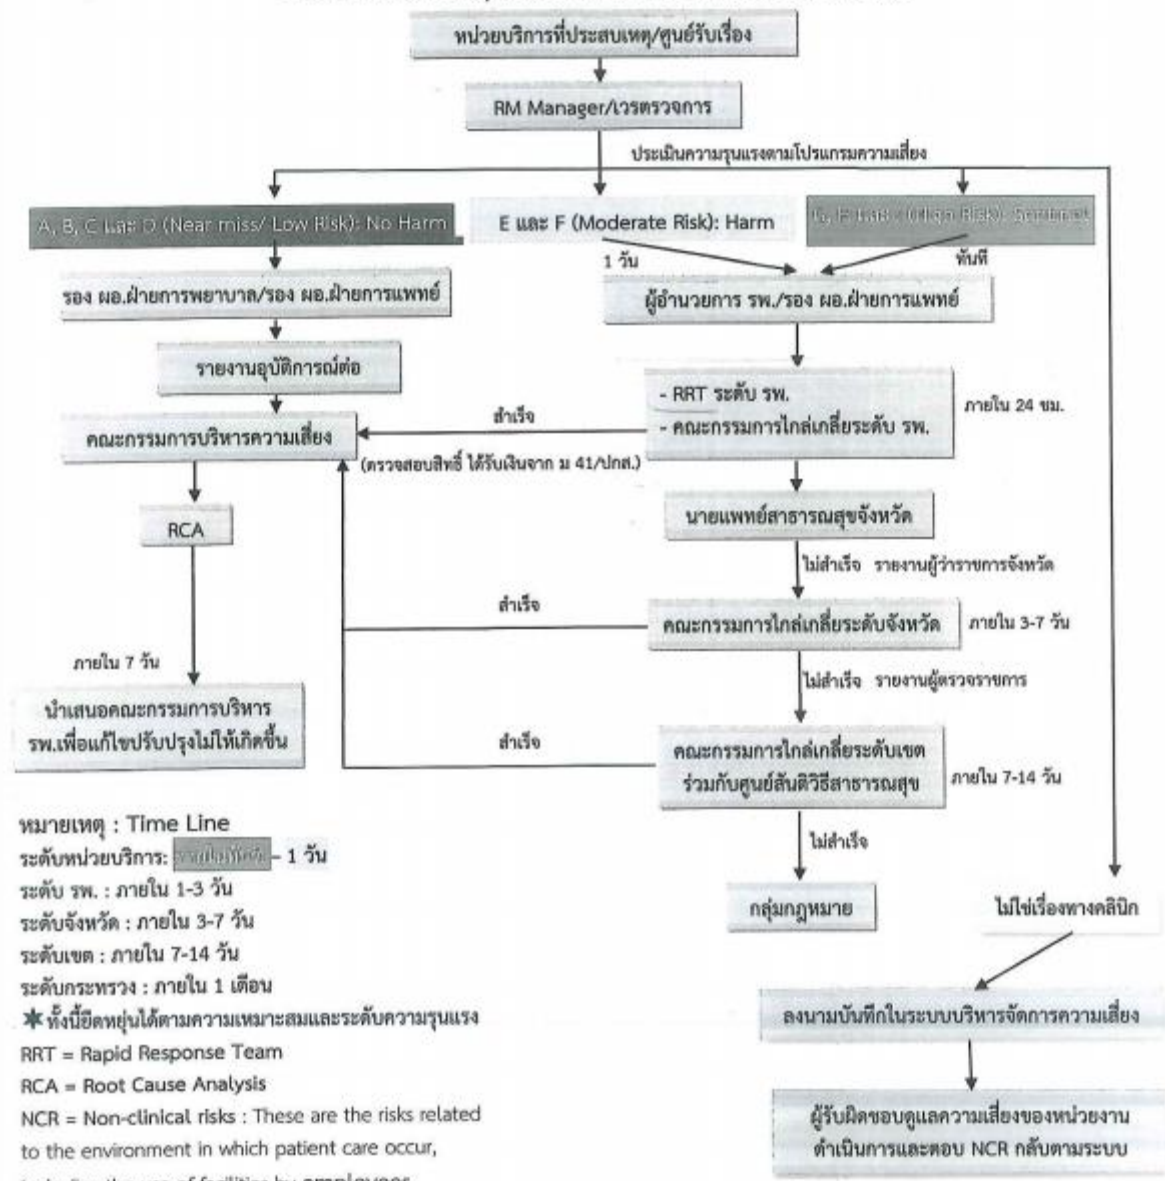 หน่วยบริการที่ประสบเหตุ/ศูนย์รับเรื่อง
RM Manager/เวรตรวจการ
ประเมินความรุนแรงตามโปรแกรมความเสี่ยง
A, B, C และ D (Near miss/ Low Risk): No Harm
E และ F (Moderate Risk): Harm
1 วัน
ทันที
รอง ผอ.ฝ่ายการพยาบาล/รอง ผอ.ฝ่ายการแพทย์
ผู้อำนวยการ รพ./รอง ผอ.ฝ่ายการแพทย์
รายงานอุบัติการณ์ต่อ
- RRT ระดับ รพ.
- คณะกรรมการไกล่เกลี่ยระดับ รพ.
ภายใน 24 ชม.
สำเร็จ
คณะกรรมการบริหารความเสี่ยง
(ตรวจสอบสิทธิ์ ได้รับเงินจาก ม 41/ปกส.)
RCA
นายแพทย์สาธารณสุขจังหวัด
ไม่สำเร็จ รายงานผู้ว่าราชการจังหวัด
สำเร็จ
คณะกรรมการไกล่เกลี่ยระดับจังหวัด
ภายใน 3-7 วัน
ภายใน 7 วัน
ไม่สำเร็จ รายงานผู้ตรวจราชการ
นำเสนอคณะกรรมการบริหาร
รพ.เพื่อแก้ไขปรับปรุงไม่ให้เกิดขึ้น
สำเร็จ
คณะกรรมการไกล่เกลี่ยระดับเขต
ร่วมกับศูนย์สันติวิธีสาธารณสุข
ภายใน 7-14 วัน
ไม่สำเร็จ
กลุ่มกฎหมาย
ไม่ใช่เรื่องทางคลินิก
ลงนามบันทึกในระบบบริหารจัดการความเสี่ยง
ผู้รับผิดชอบดูแลความเสี่ยงของหน่วยงาน
ดำเนินการและตอบ NCR กลับตามระบบ
หมายเหตุ : Time Line
ระดับหน่วยบริการ: – 1 วัน
ระดับ รพ. : ภายใน 1-3 วัน
ระดับจังหวัด : ภายใน 3-7 วัน
ระดับเขต : ภายใน 7-14 วัน
ระดับกระทรวง : ภายใน 1 เดือน
* ทั้งนี้ยืดหยุ่นได้ตามความเหมาะสมและระดับความรุนแรง
RRT = Rapid Response Team
RCA = Root Cause Analysis
NCR = Non-clinical risks : These are the risks related
to the environment in which patient care occur,